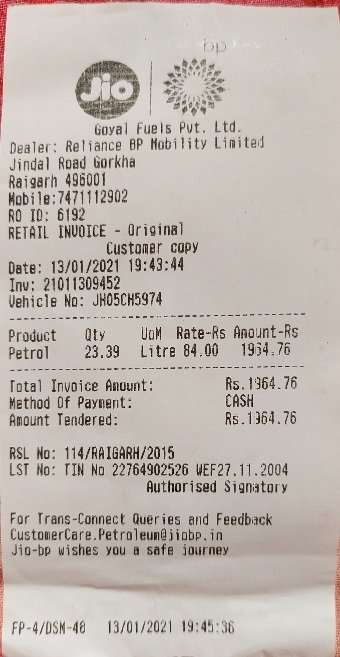 bp
Jio
Goyal Fuels Pvt. Ltd.
Dealer: Reliance BP Mobility Limited
Jindal Road Gorkha
Raigarh 496001
Mobile:7471112902
RO ID: 6192
RETAIL INVOICE - Original
Customer copy
Date: 13/01/2021 19:43:44
Inv: 21011309452
Vehicle No: JH05CH5974
Product Qty UoM Rate-Rs Amount-Rs
Petrol 23.39 Litre 84.00 1964.76
Total Invoice Amount: Rs.1964.76
Method Of Payment: CASH
Amount Tendered: Rs.1964.76
RSL No: 114/RAIGARH/2015
LST No: TIN No 22764902526 WEF27.11.2004
Authorised Signatory
For Trans-Connect Queries and Feedback
CustomerCare.Petroleum@jiobp.in
Jio-bp wishes you a safe journey
FP-4/DSM-48 13/01/2021 19:45:36